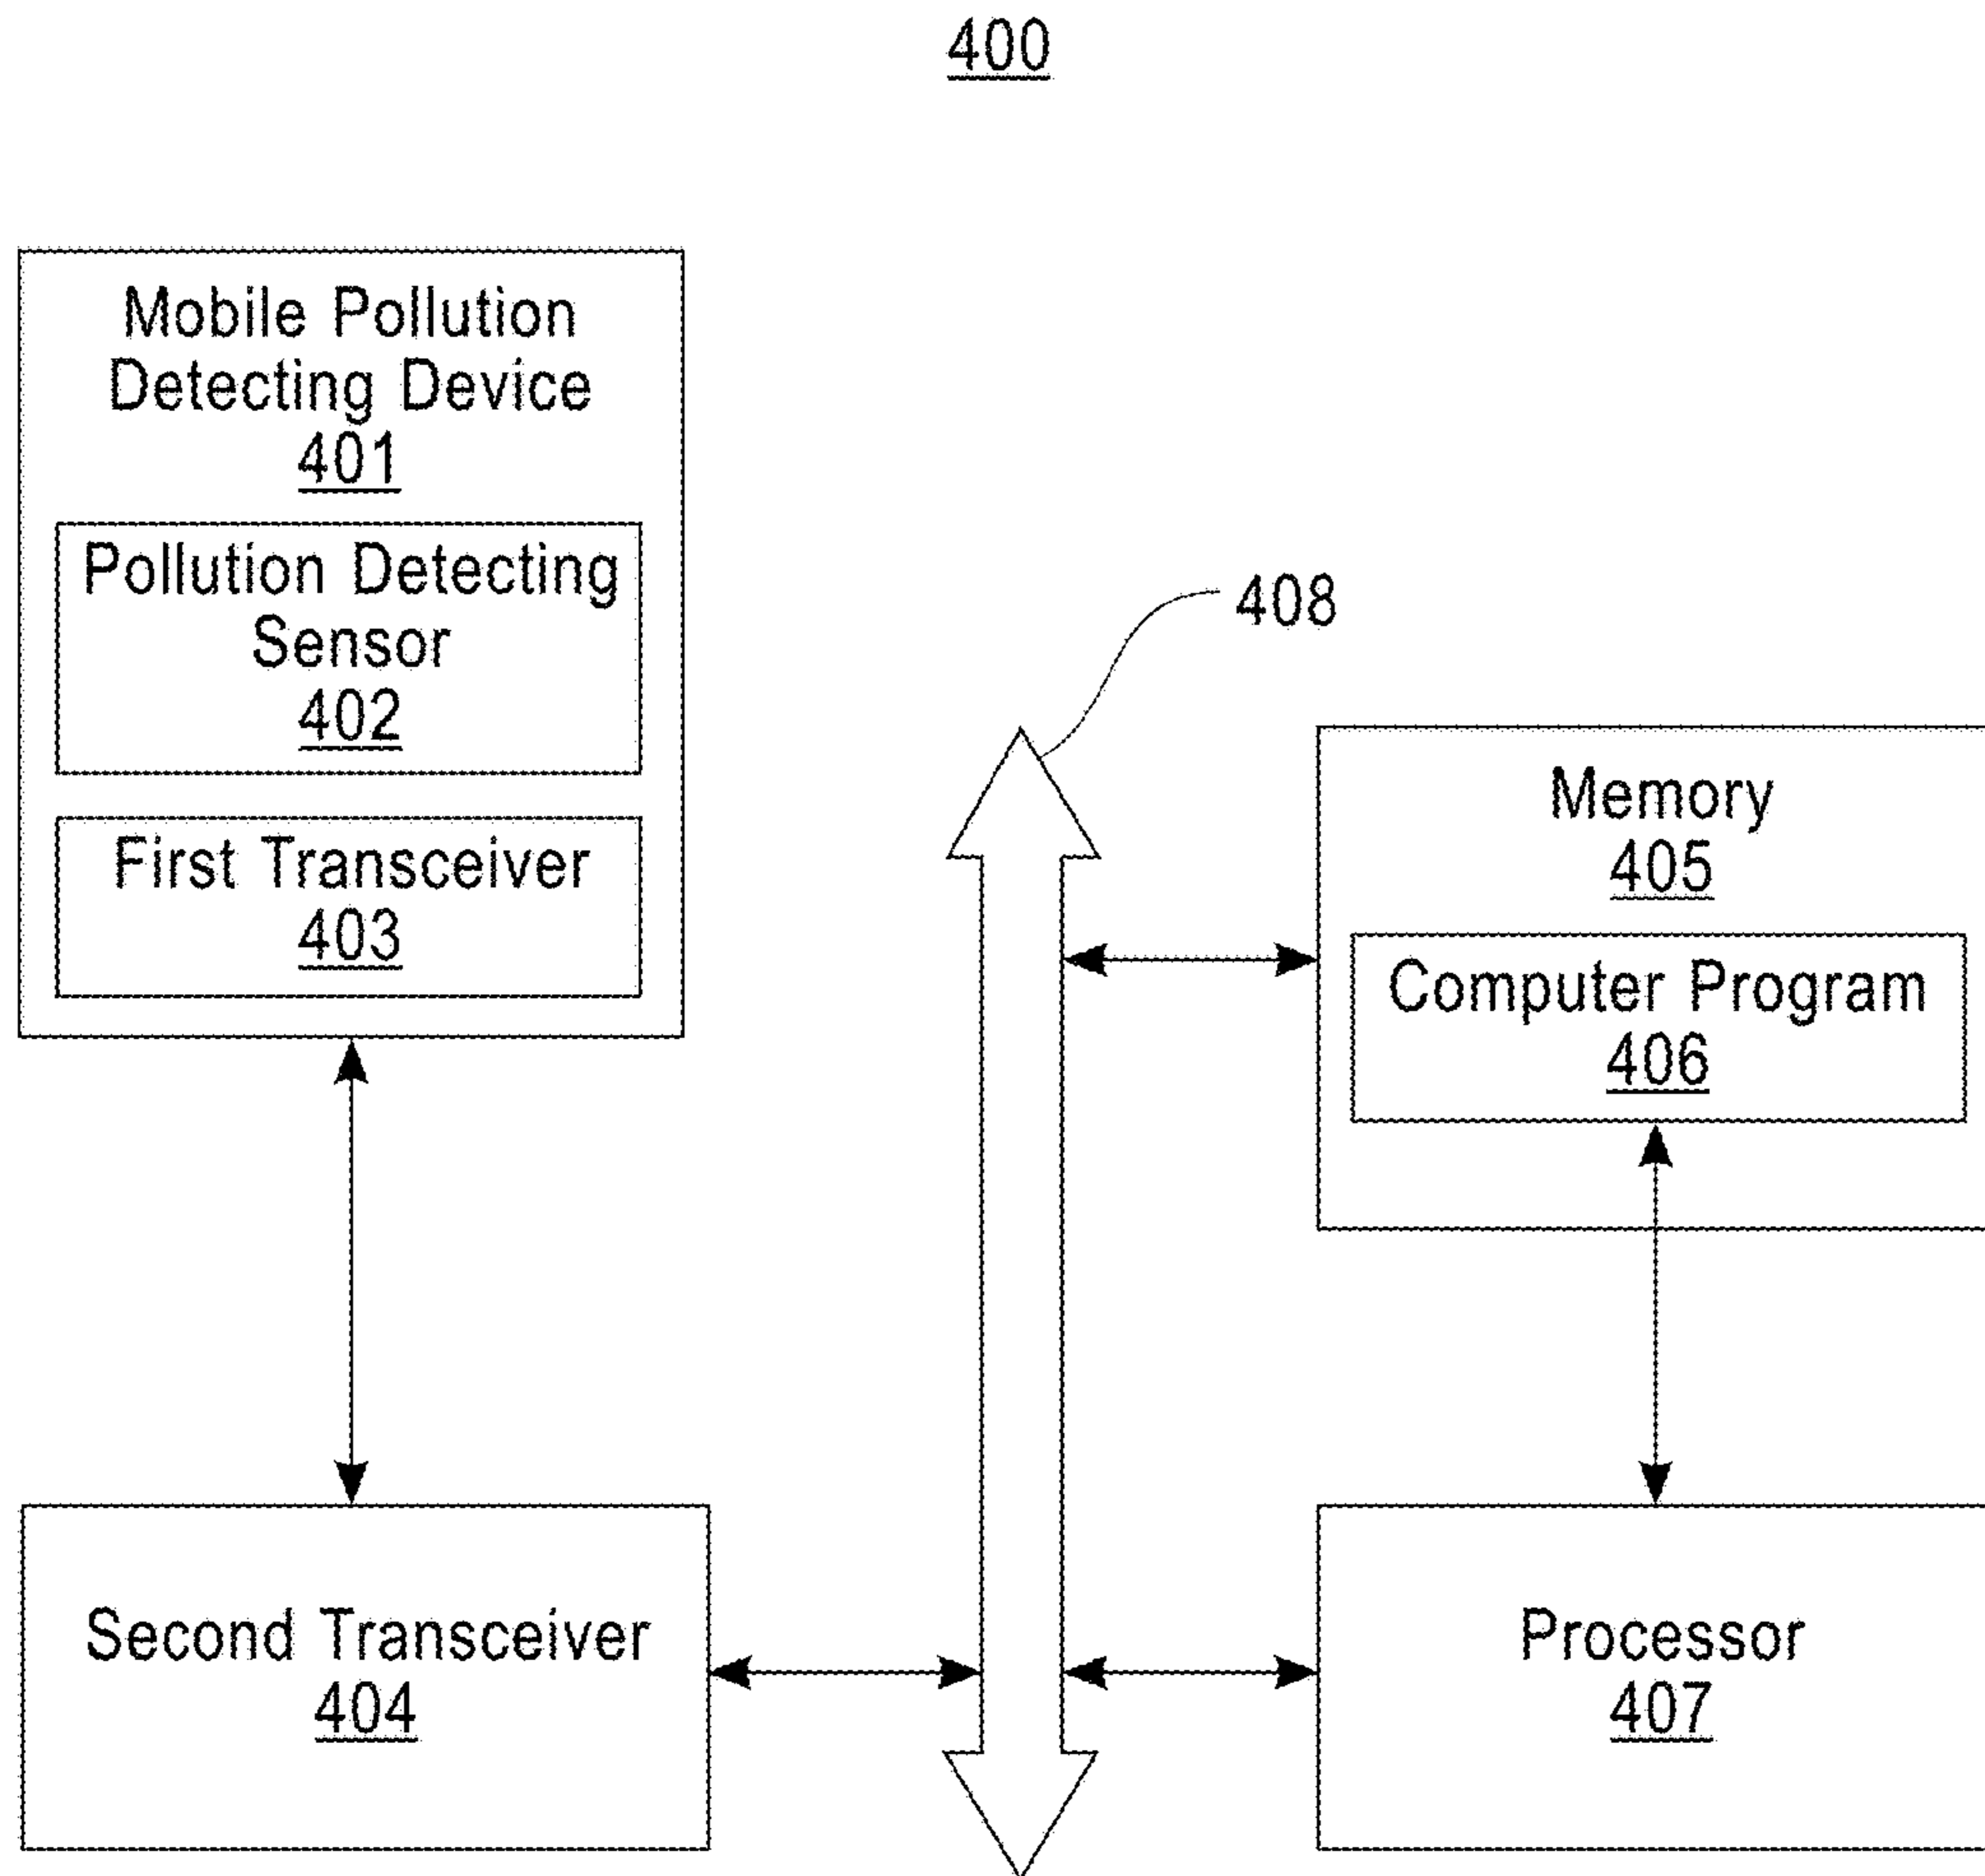 400
Mobile Pollution
Detecting Device
401
Pollution Detecting
Sensor
402
First Transceiver
403
408
Memory
405
Computer Program
406
Second Transceiver
404
Processor
407